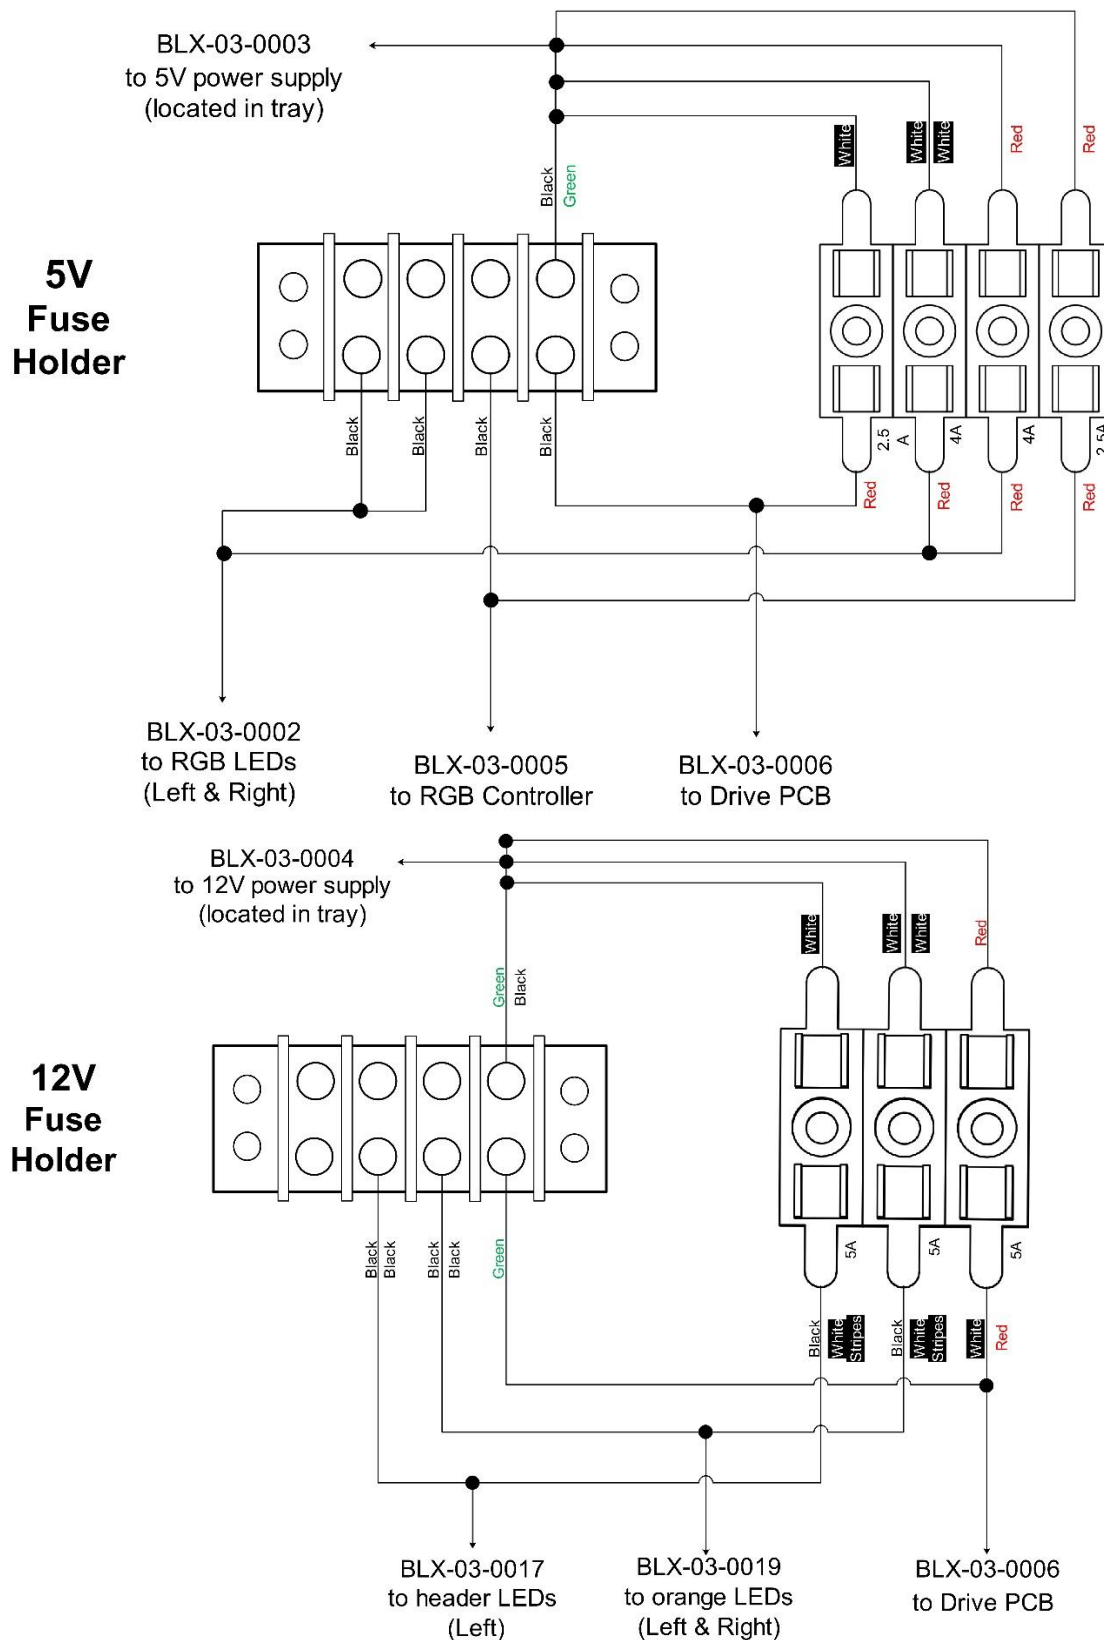 BLX-03-0003
to 5V power supply
(located in tray)
White
White
White
Red
Red
Black
Green
5V
Fuse
Holder
Black
Black
Black
Black
2.5
A
4A
4A
2.5A
Red
Red
Red
Red
BLX-03-0002
to RGB LEDs
(Left & Right)
BLX-03-0005
to RGB Controller
BLX-03-0006
to Drive PCB
BLX-03-0004
to 12V power supply
(located in tray)
White
White
White
Red
Green
Black
12V
Fuse
Holder
Black
Black
Black
Black
Green
5A
5A
5A
Black
White
Stripes
Black
White
Stripes
White
Red
BLX-03-0017
to header LEDs
(Left)
BLX-03-0019
to orange LEDs
(Left & Right)
BLX-03-0006
to Drive PCB